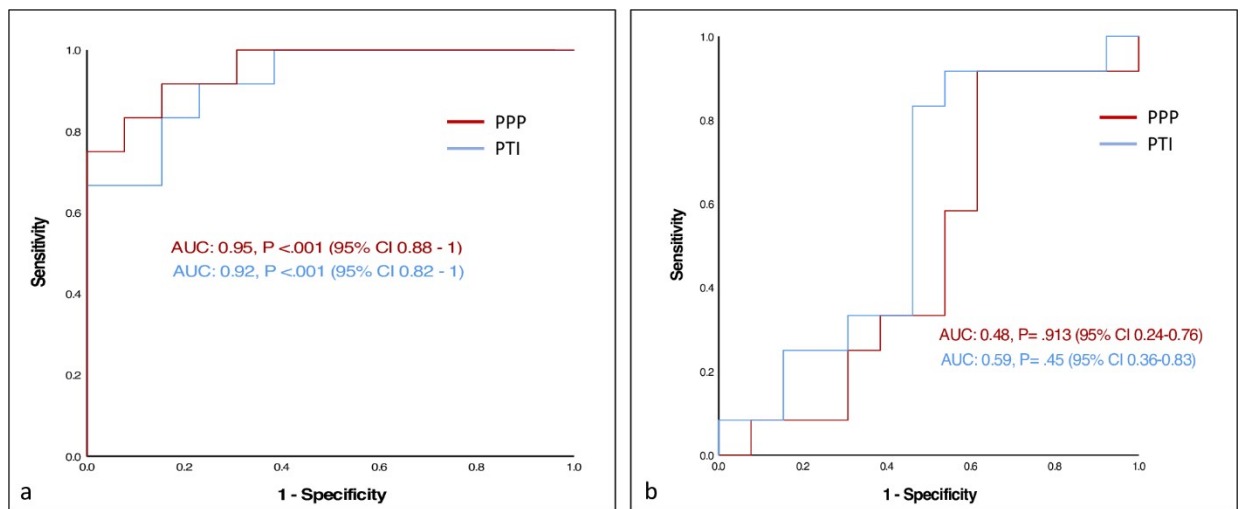 1.0
0.8
0.6
0.4
0.2
0.0
Sensitivity
PPP
PTI
AUC: 0.95, P <.001 (95% CI 0.88 - 1)
AUC: 0.92, P <.001 (95% CI 0.82 - 1)
0.0 0.2 0.4 0.6 0.8 1.0
1 - Specificity
a
1.0
0.8
0.6
0.4
0.2
0.0
Sensitivity
PPP
PTI
AUC: 0.48, P= .913 (95% CI 0.24-0.76)
AUC: 0.59, P= .45 (95% CI 0.36-0.83)
0.0 0.2 0.4 0.6 0.8 1.0
1 - Specificity
b